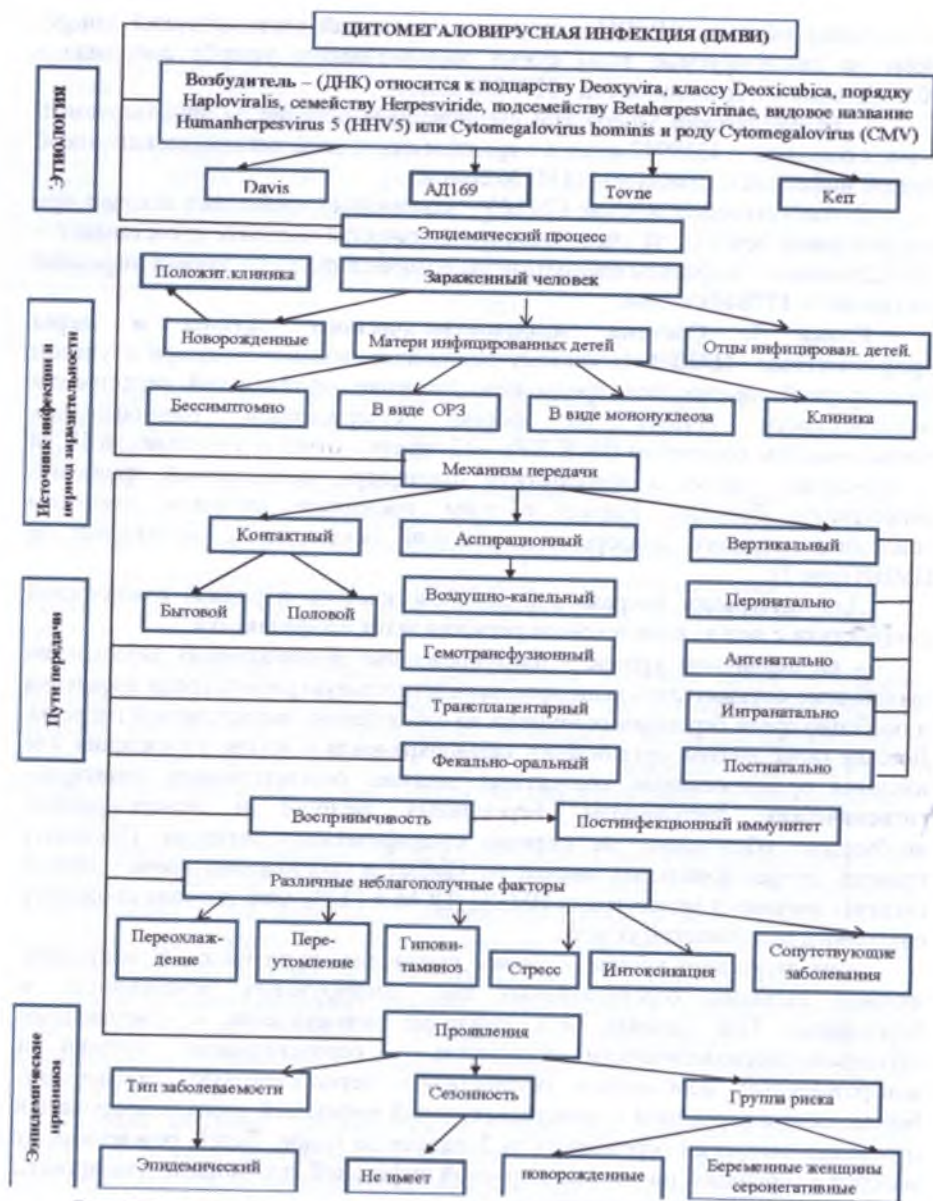 ЦИТОМЕГАЛОВИРУСНАЯ ИНФЕКЦИЯ (ЦМВИ)
ЭТИОЛОГИЯ
Возбудитель – (ДНК) относится к подцарству Deoxyvira, классу Deoxicubica, порядку
Haploviralis, семейству Herpesviride, подсемейству Betaherpesvirinae, видовое название
Humanherpesvirus 5 (HHV5) или Cytomegalovirus hominis и роду Cytomegalovirus (CMV)
Davis
АД169
Tovne
Kerr
Эпидемический процесс
Источник инфекции и
период заразительности
Положит.клиника
Зараженный человек
Новорожденные
Матери инфицированных детей
Отцы инфицирован. детей.
Бессимптомно
В виде ОРЗ
В виде мононуклеоза
Клиника
Механизм передачи
Пути передачи
Контактный
Аспирационный
Вертикальный
Бытовой
Половой
Воздушно-капельный
Перинатально
Гемотрансфузионный
Антенатально
Трансплацентарный
Интранатально
Фекально-оральный
Постнатально
Восприимчивость
Постинфекционный иммунитет
Различные неблагополучные факторы
Переохлаж-
дение
Пере-
утомление
Гипови-
таминоз
Стресс
Интоксикация
Сопутствующие
заболевания
Эпидемические
признаки
Проявления
Тип заболеваемости
Сезонность
Группа риска
Эпидемический
Не имеет
новорожденные
Беременные женщины
серонегативные